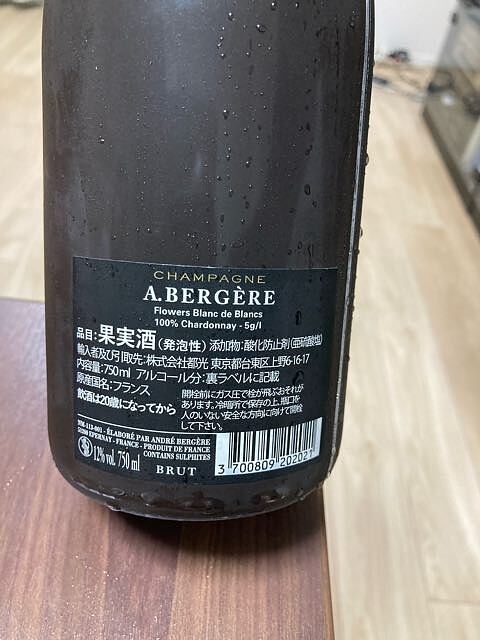 CHAMPAGNE
A.BERGÈRE
Flowers Blanc de Blancs
100% Chardonnay - 5g/l
品目:果実酒(発泡性) 添加物:酸化防止剤(亜硫酸塩)
輸入者及び引取先:株式会社都光 東京都台東区上野6-16-17
内容量:750ml アルコール分:裏ラベルに記載
原産国名:フランス
飲酒は20歳になってから
開栓前にガス圧で栓が飛ぶおそれが
あります。冷暗所で保存の上、瓶口を
人のいない安全な方向に向けて開栓
して下さい。
NM-113-001 - ÉLABORÉ PAR ANDRÉ BERGÈRE
51200 EPERNAY - FRANCE - PRODUIT DE FRANCE
CONTAINS SULPHITES
12% vol. 750 ml
BRUT
3 700809 202021